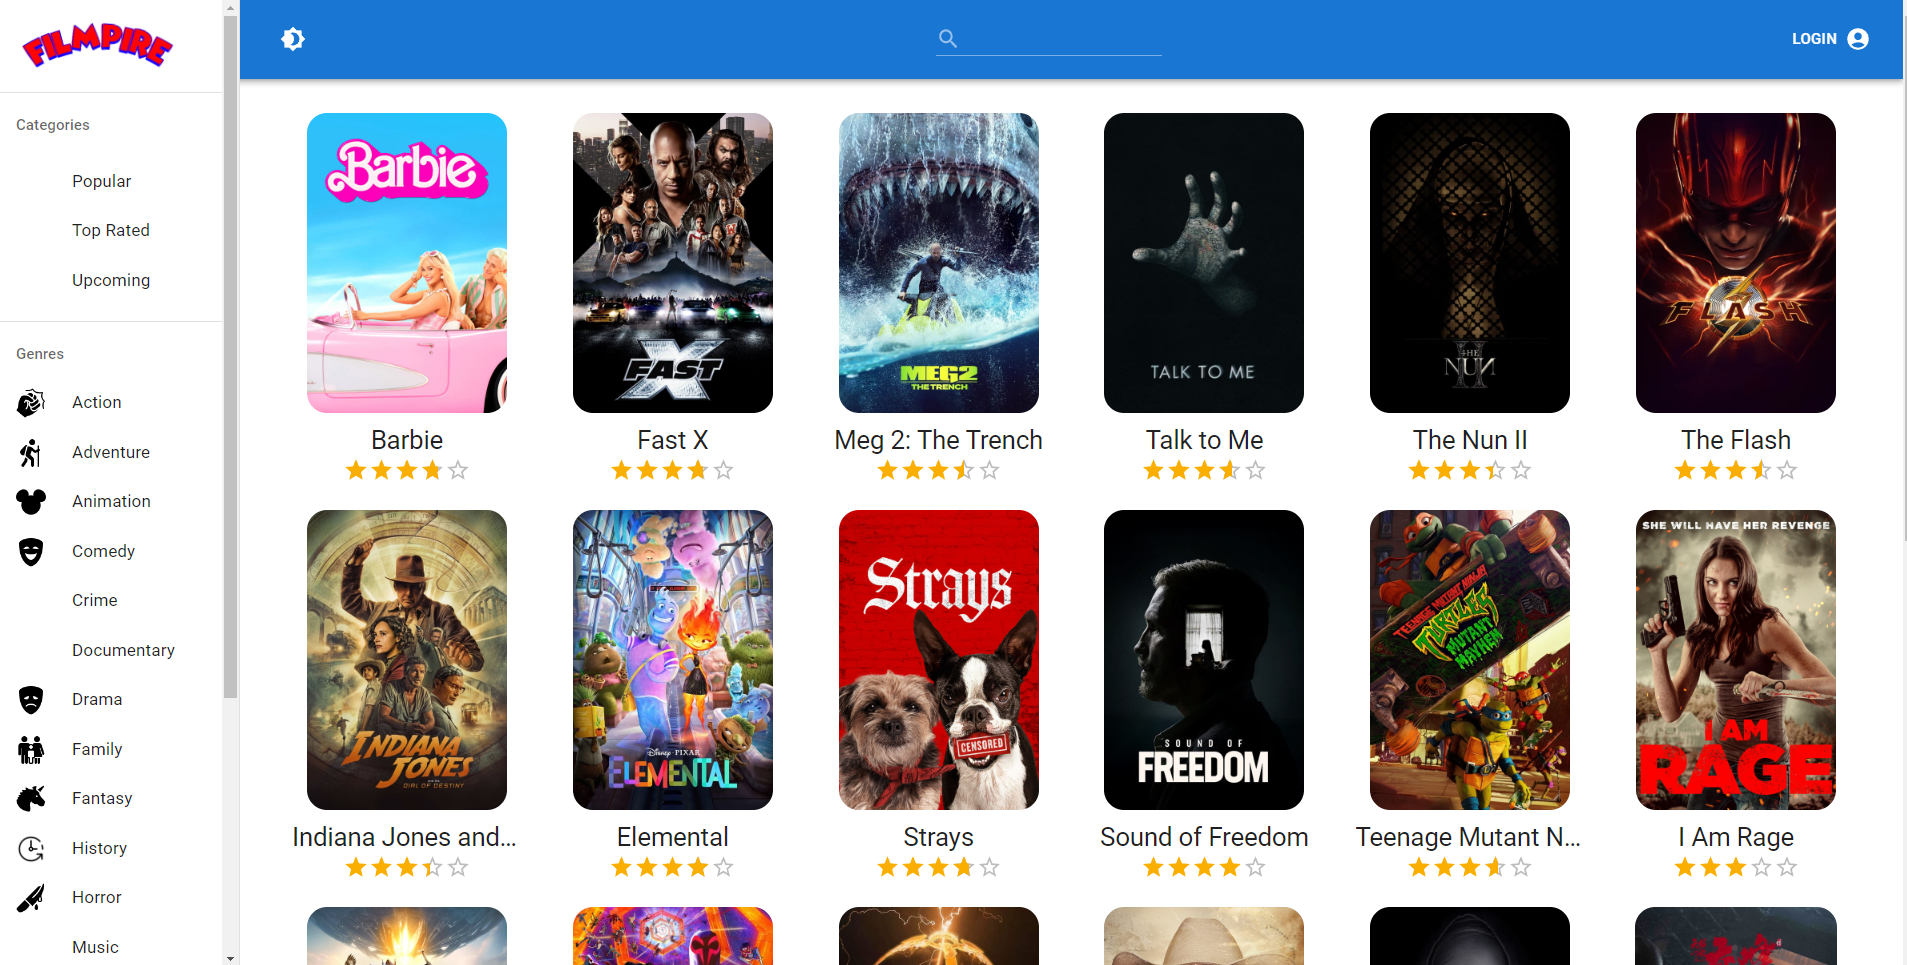 FILMPIRE
LOGIN
Categories
Popular
Top Rated
Upcoming
Genres
Action
Adventure
Animation
Comedy
Crime
Documentary
Drama
Family
Fantasy
History
Horror
Music
Barbie
FAST X
MEG2
THE TRENCH
TALK TO ME
THE
NUN
II
FLASH
Barbie
Fast X
Meg 2: The Trench
Talk to Me
The Nun II
The Flash
INDIANA
JONES
AND THE
DIAL OF DESTINY
Disney PIXAR
ELEMENTAL
Strays
CENSORED
SOUND OF
FREEDOM
TEENAGE MUTANT NINJA
TURTLES
MUTANT
MAYHEM
SHE WILL HAVE HER REVENGE
I AM
RAGE
Indiana Jones and...
Elemental
Strays
Sound of Freedom
Teenage Mutant N...
I Am Rage